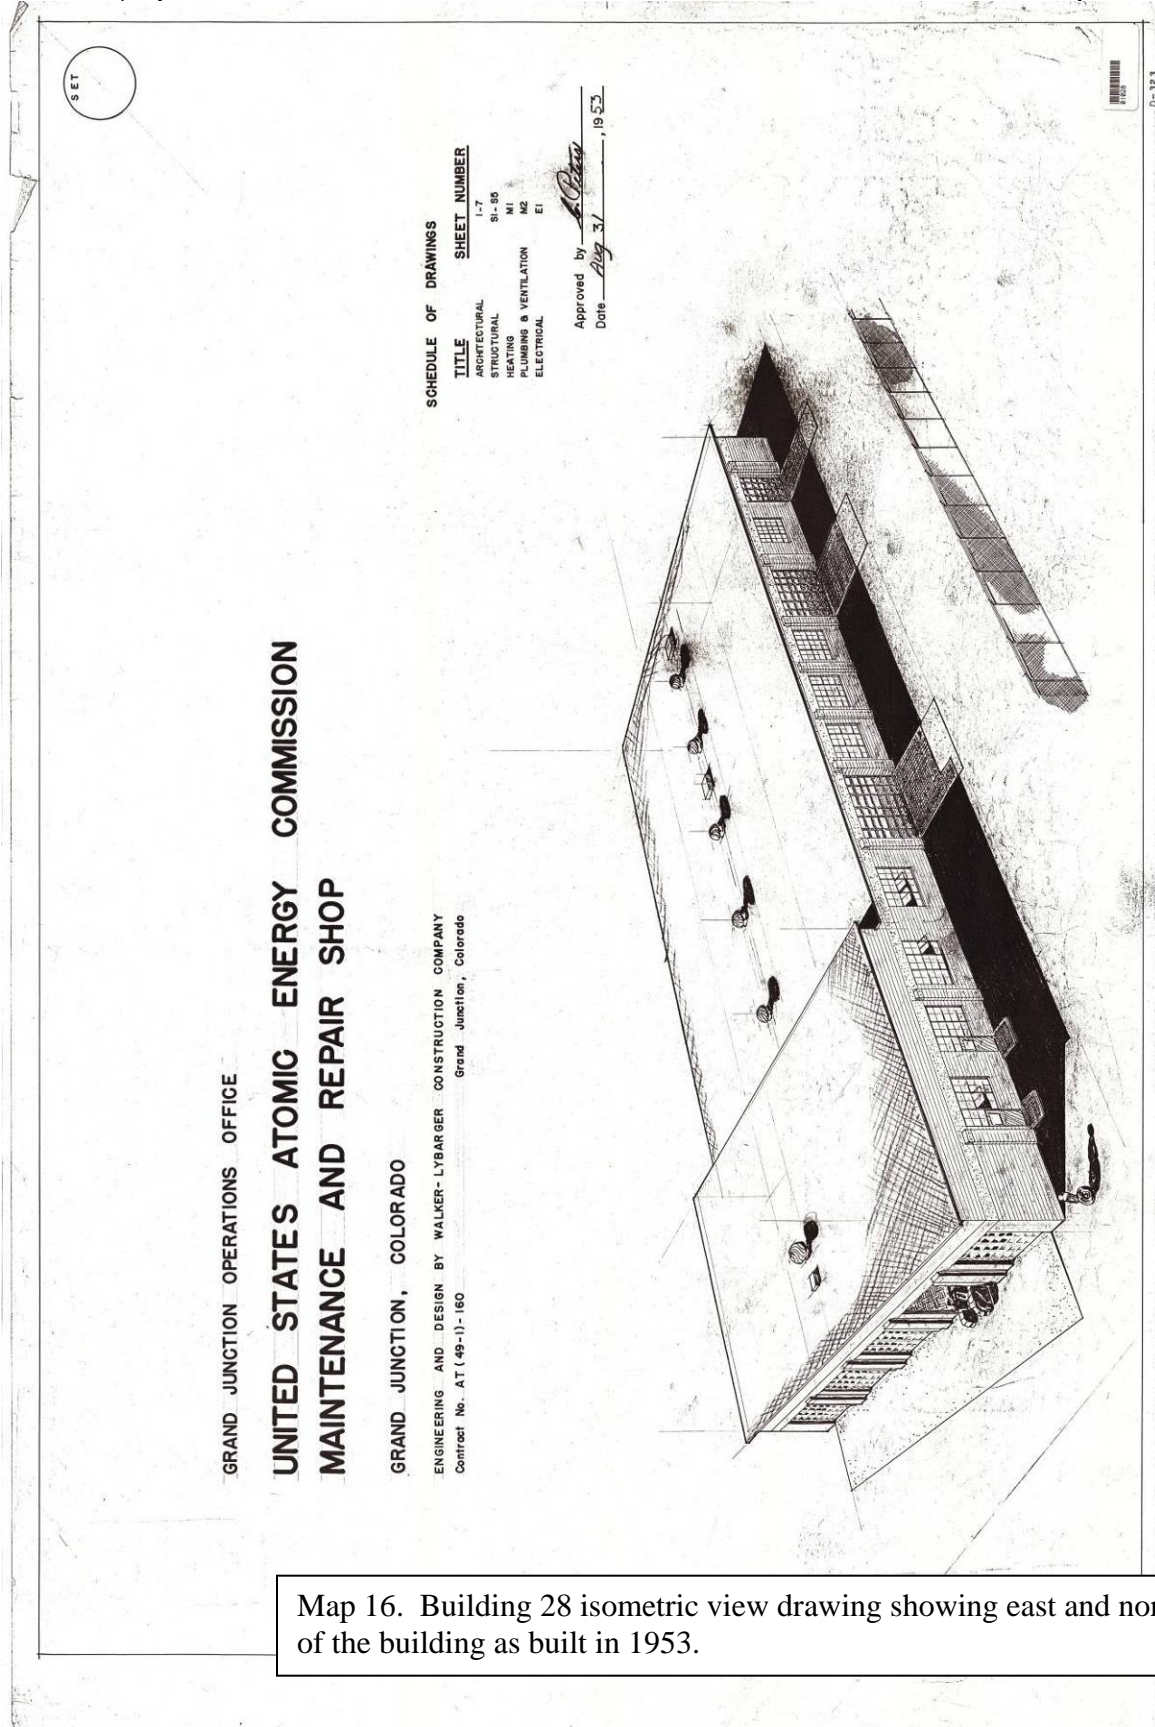 SET
GRAND JUNCTION OPERATIONS OFFICE
UNITED STATES ATOMIC ENERGY COMMISSION
MAINTENANCE AND REPAIR SHOP
GRAND JUNCTION, COLORADO
ENGINEERING AND DESIGN BY WALKER-LYBARGER CONSTRUCTION COMPANY
Contract No. AT (49-1)-160 Grand Junction, Colorado
SCHEDULE OF DRAWINGS
TITLE SHEET NUMBER
ARCHITECTURAL 1-7
STRUCTURAL S1-S5
HEATING M1
PLUMBING & VENTILATION M2
ELECTRICAL E1
Approved by Peters
Date Aug 31, 1953
01028
D-323
Map 16. Building 28 isometric view drawing showing east and
of the building as built in 1953.